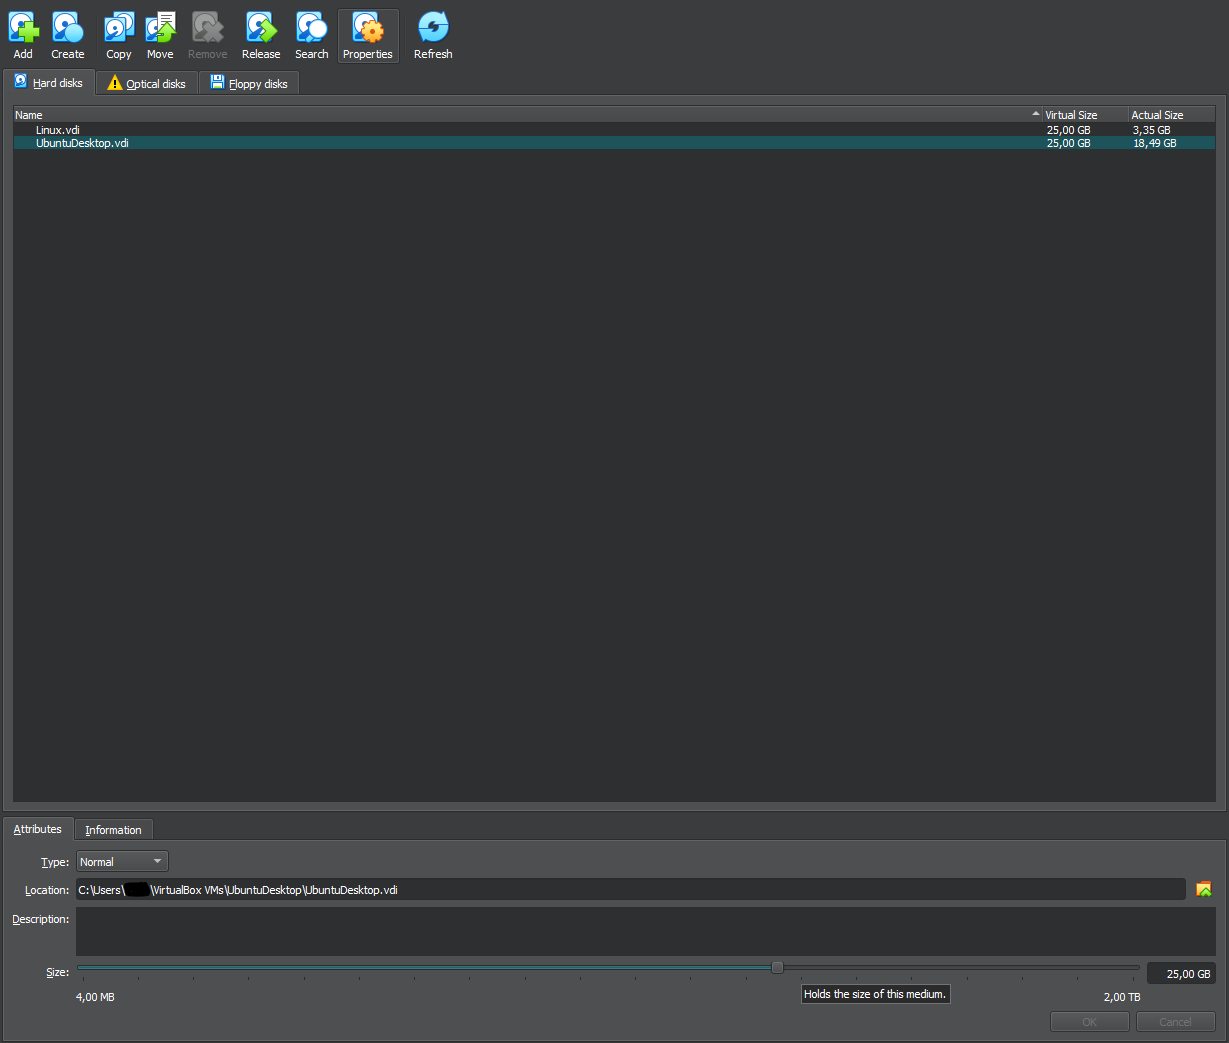 Add Create Copy Move Remove Release Search Properties Refresh
Hard disks Optical disks Floppy disks
Name Virtual Size Actual Size
Linux.vdi 25,00 GB 3,35 GB
UbuntuDesktop.vdi 25,00 GB 18,49 GB
Attributes Information
Type: Normal
Location: C:\Users\ \VirtualBox VMs\UbuntuDesktop\UbuntuDesktop.vdi
Description:
Size: 25,00 GB
4,00 MB Holds the size of this medium. 2,00 TB
OK Cancel